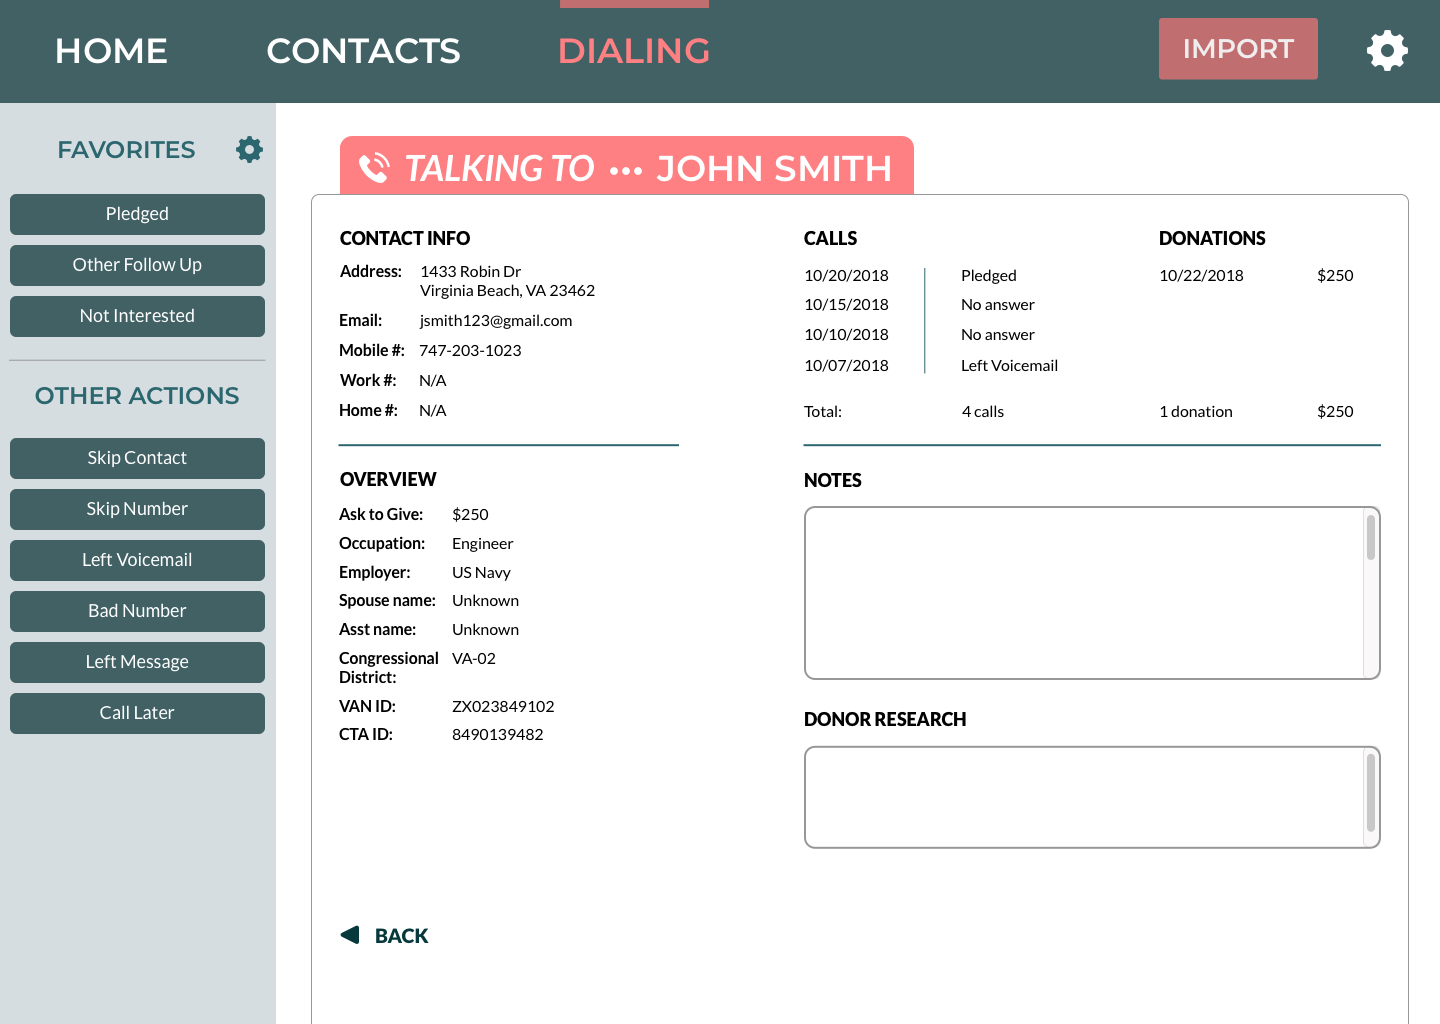 HOME CONTACTS DIALING IMPORT
FAVORITES
Pledged
Other Follow Up
Not Interested
OTHER ACTIONS
Skip Contact
Skip Number
Left Voicemail
Bad Number
Left Message
Call Later
TALKING TO ••• JOHN SMITH
CONTACT INFO
Address: 1433 Robin Dr
Virginia Beach, VA 23462
Email: jsmith123@gmail.com
Mobile #: 747-203-1023
Work #: N/A
Home #: N/A
OVERVIEW
Ask to Give: $250
Occupation: Engineer
Employer: US Navy
Spouse name: Unknown
Asst name: Unknown
Congressional VA-02
District:
VAN ID: ZX023849102
CTA ID: 8490139482
CALLS DONATIONS
10/20/2018 Pledged 10/22/2018 $250
10/15/2018 No answer
10/10/2018 No answer
10/07/2018 Left Voicemail
Total: 4 calls 1 donation $250
NOTES
DONOR RESEARCH
BACK